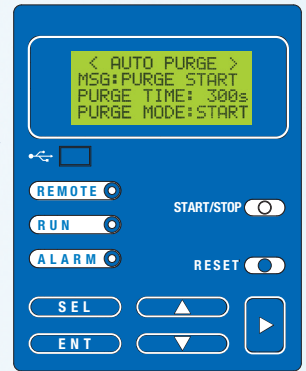 < AUTO PURGE >
MSG:PURGE START
PURGE TIME: 300s
PURGE MODE:START
REMOTE
START/STOP
RUN
ALARM
RESET
SEL
ENT